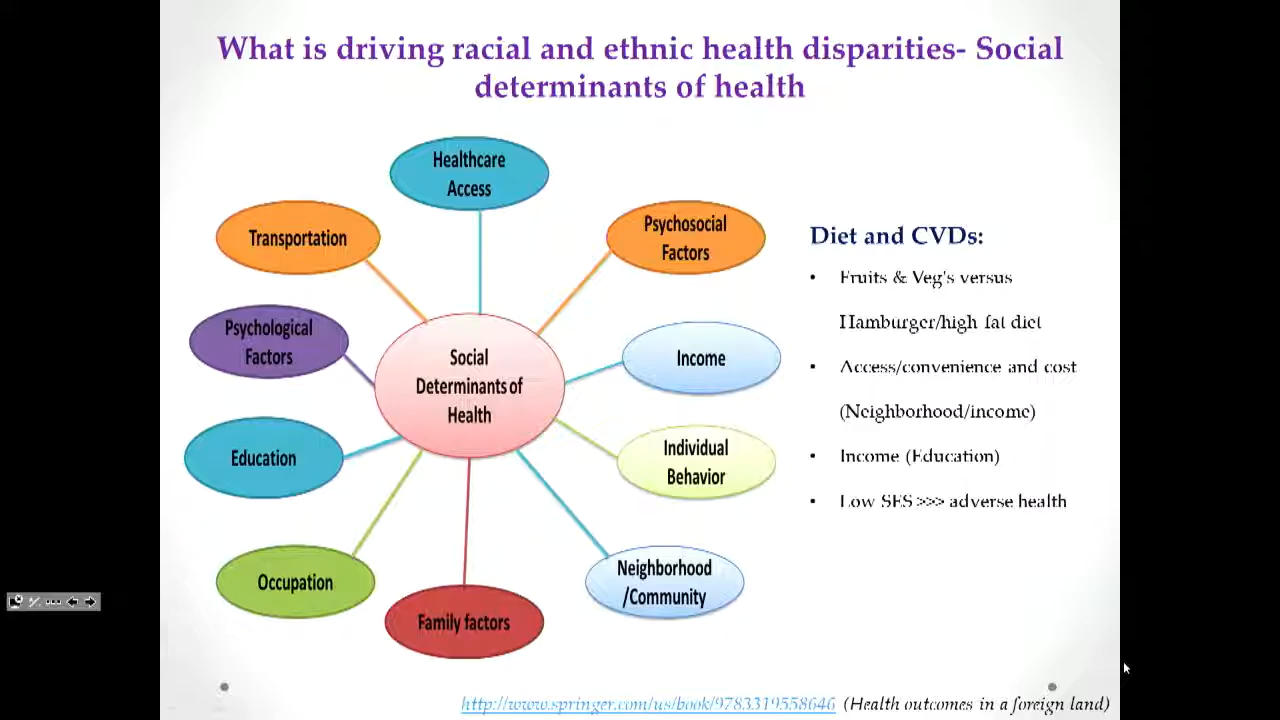 What is driving racial and ethnic health disparities- Social
determinants of health
Healthcare
Access
Transportation
Psychosocial
Factors
Psychological
Factors
Social
Determinants of
Health
Income
Education
Individual
Behavior
Occupation
Neighborhood
/Community
Family factors
Diet and CVDs:
• Fruits & Veg's versus
Hamburger/high fat diet
• Access/convenience and cost
(Neighborhood/income)
• Income (Education)
• Low SES >>> adverse health
http://www.springer.com/us/book/9783319558646 (Health outcomes in a foreign land)